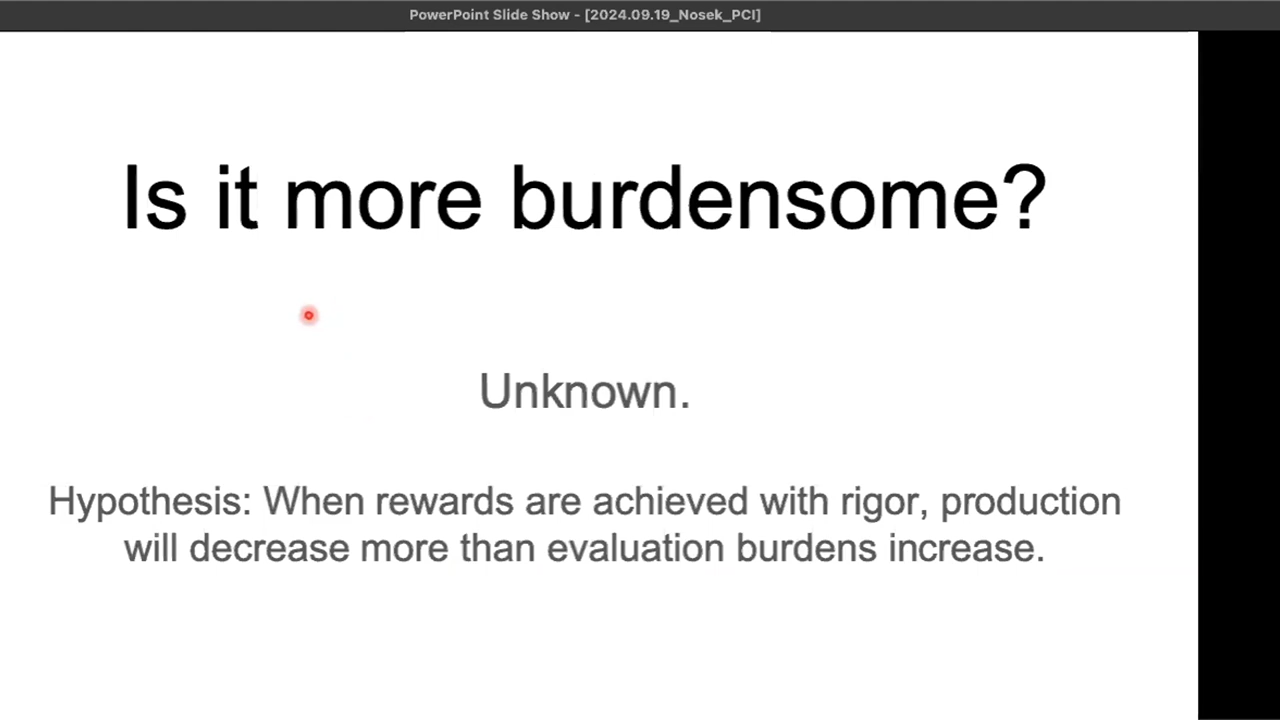 PowerPoint Slide Show - [2024.09.19_Nosek_PCI]
Is it more burdensome?
Unknown.
Hypothesis: When rewards are achieved with rigor, production
will decrease more than evaluation burdens increase.